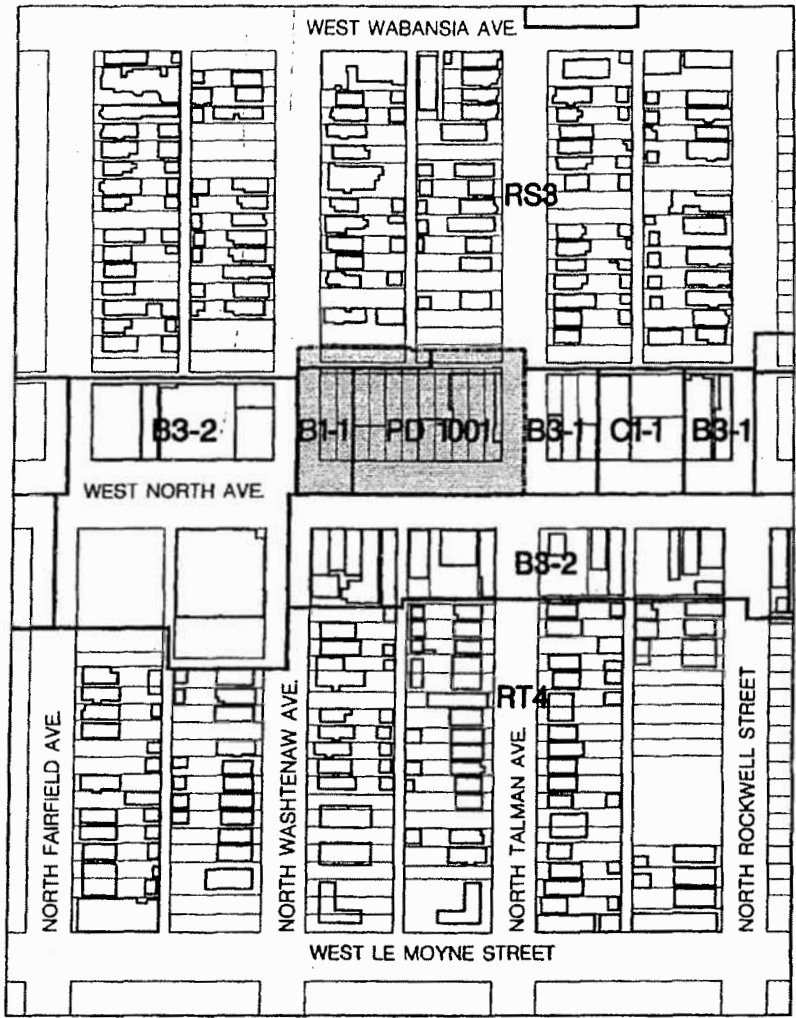 WEST WABANSIA AVE.
RS3
B3-2
B1-1
PD 1001
B3-1
C1-1
B3-1
WEST NORTH AVE.
B3-2
RT4
NORTH FAIRFIELD AVE.
NORTH WASHTENAW AVE.
NORTH TALMAN AVE.
NORTH ROCKWELL STREET
WEST LE MOYNE STREET